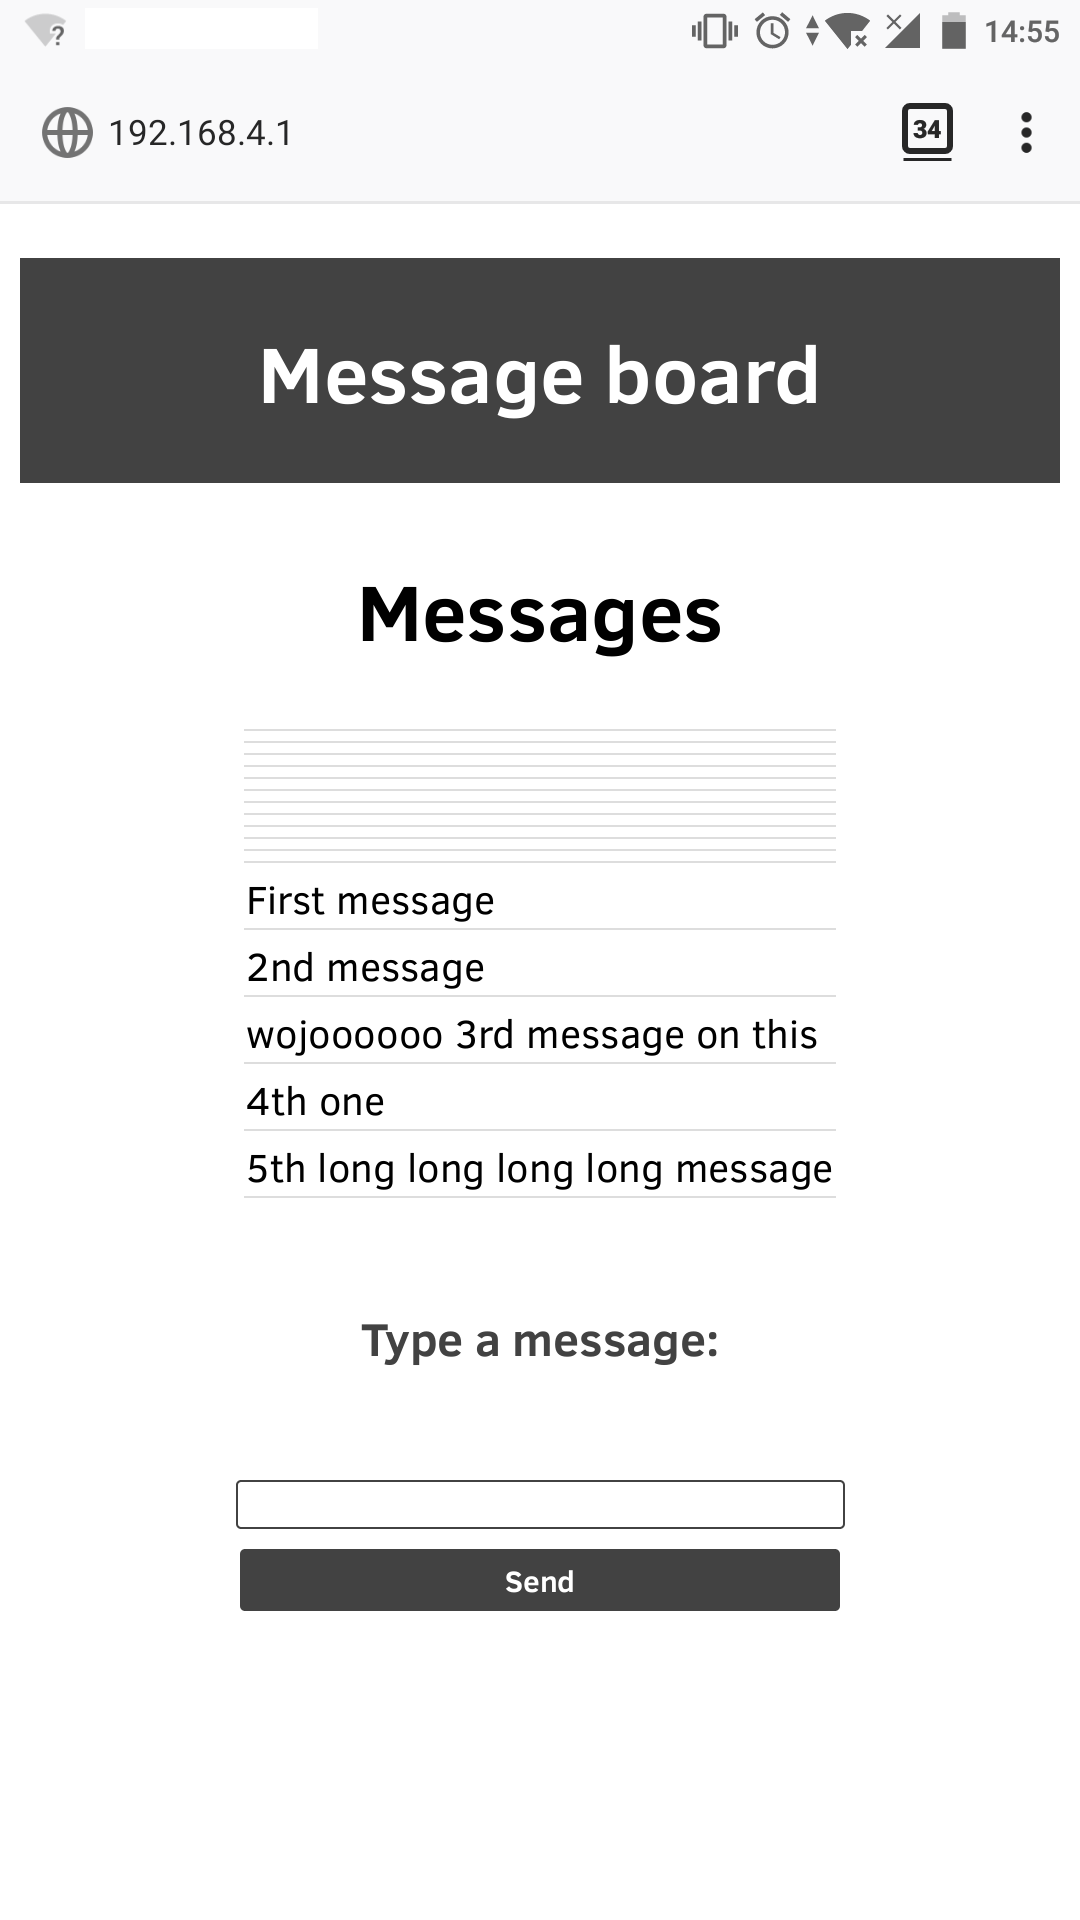 14:55
192.168.4.1
34
Message board
Messages
First message
2nd message
wojoooooo 3rd message on this
4th one
5th long long long long message
Type a message:
Send